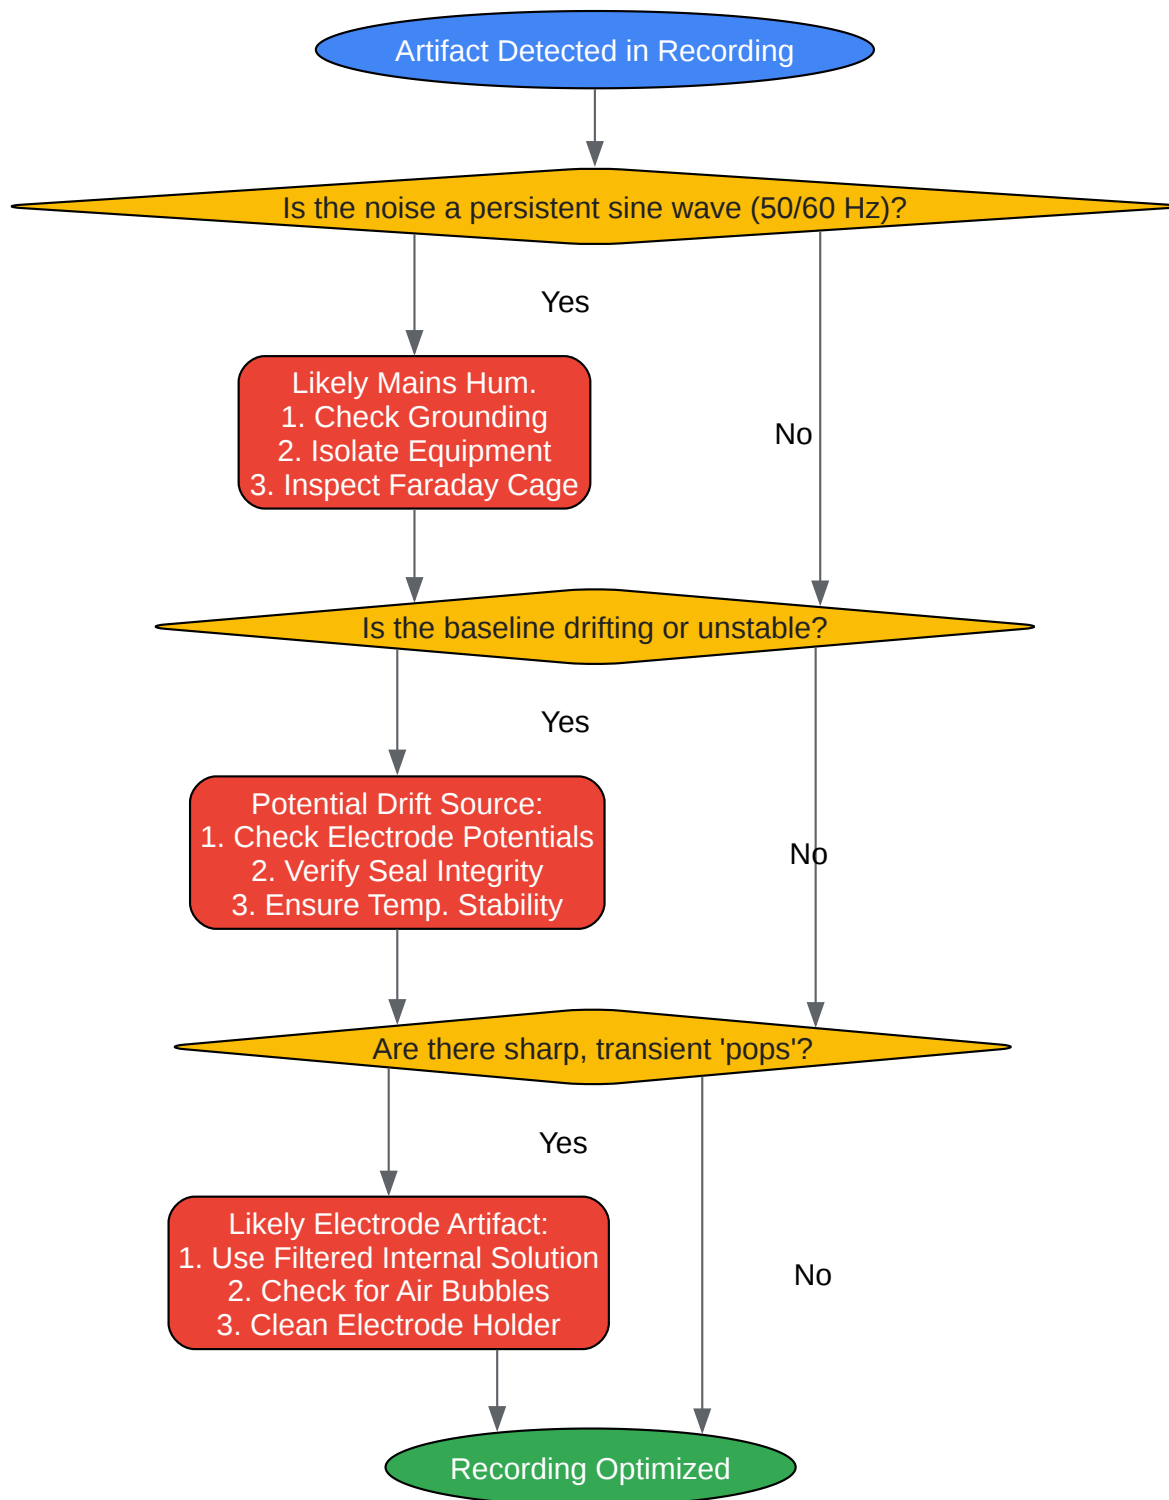 Artifact Detected in Recording
Is the noise a persistent sine wave (50/60 Hz)?
Yes
Likely Mains Hum.
1. Check Grounding
2. Isolate Equipment
3. Inspect Faraday Cage
No
Is the baseline drifting or unstable?
Yes
Potential Drift Source:
1. Check Electrode Potentials
2. Verify Seal Integrity
3. Ensure Temp. Stability
No
Are there sharp, transient 'pops'?
Yes
Likely Electrode Artifact:
1. Use Filtered Internal Solution
2. Check for Air Bubbles
3. Clean Electrode Holder
No
Recording Optimized